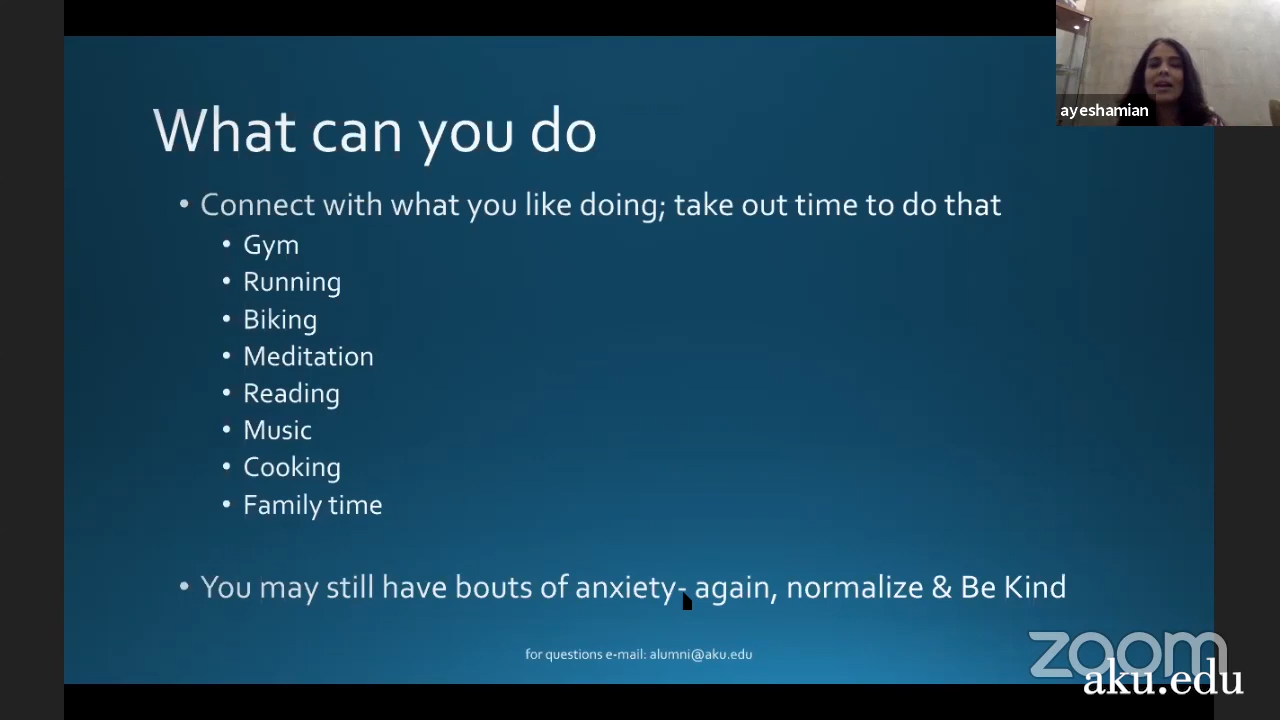 What can you do
ayeshamian
• Connect with what you like doing; take out time to do that
• Gym
• Running
• Biking
• Meditation
• Reading
• Music
• Cooking
• Family time
• You may still have bouts of anxiety- again, normalize & Be Kind
for questions e-mail: alumni@aku.edu
zoom
aku.edu